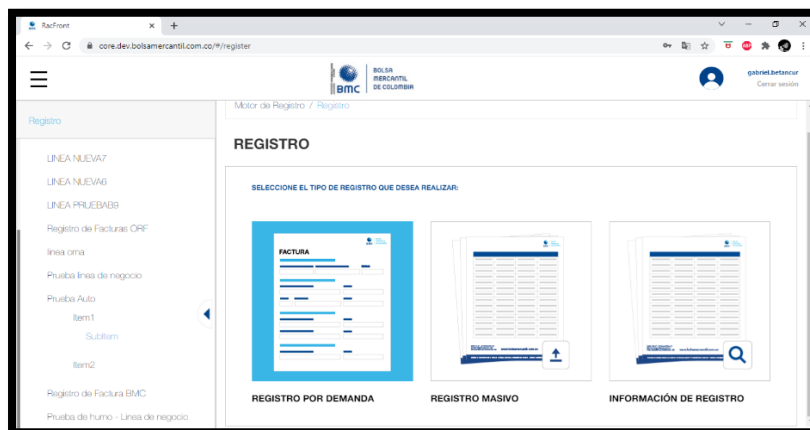 RacFront
core.dev.bolsamercantil.com.co/#/register
BMC
BOLSA
MERCANTIL
DE COLOMBIA
gabriel.betancur
Cerrar sesión
Motor de Registro / Registro
Registro
LINEA NUEVA7
LINEA NUEVA6
LINEA PRUEBAB9
Registro de Facturas ORF
linea oma
Prueba linea de negocio
Prueba Auto
Item1
SubItem
Item2
Registro de Factura BMC
Prueba de humo - Linea de negocio
REGISTRO
SELECCIONE EL TIPO DE REGISTRO QUE DESEA REALIZAR:
FACTURA
REGISTRO POR DEMANDA
REGISTRO MASIVO
INFORMACIÓN DE REGISTRO